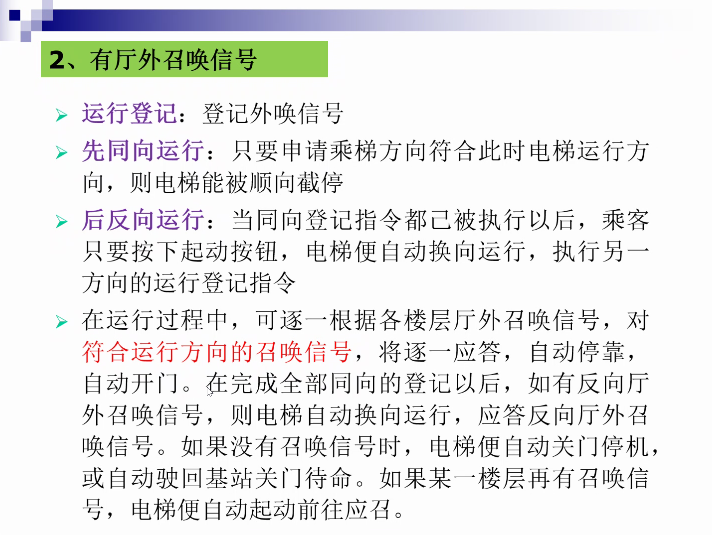 2、有厅外召唤信号
运行登记：登记外唤信号
先同向运行：只要申请乘梯方向符合此时电梯运行方
向，则电梯能被顺向截停
后反向运行：当同向登记指令都已被执行以后，乘客
只要按下起动按钮，电梯便自动换向运行，执行另一
方向的运行登记指令
在运行过程中，可逐一根据各楼层厅外召唤信号，对
符合运行方向的召唤信号，将逐一应答，自动停靠，
自动开门。在完成全部同向的登记以后，如有反向厅
外召唤信号，则电梯自动换向运行，应答反向厅外召
唤信号。如果没有召唤信号时，电梯便自动关门停机，
或自动驶回基站关门待命。如果某一楼层再有召唤信
号，电梯便自动起动前往应召。